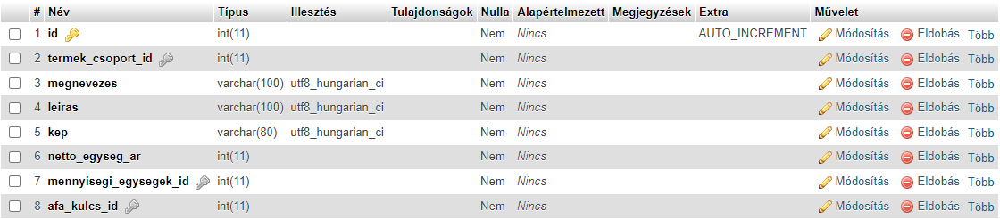 # Név Típus Illesztés Tulajdonságok Nulla Alapértelmezett Megjegyzések Extra Művelet
1 id int(11) Nem Nincs AUTO_INCREMENT Módosítás Eldobás Több
2 termek_csoport_id int(11) Nem Nincs Módosítás Eldobás Több
3 megnevezes varchar(100) utf8_hungarian_ci Nem Nincs Módosítás Eldobás Több
4 leiras varchar(100) utf8_hungarian_ci Nem Nincs Módosítás Eldobás Több
5 kep varchar(80) utf8_hungarian_ci Nem Nincs Módosítás Eldobás Több
6 netto_egyseg_ar int(11) Nem Nincs Módosítás Eldobás Több
7 mennyisegi_egysegek_id int(11) Nem Nincs Módosítás Eldobás Több
8 afa_kulcs_id int(11) Nem Nincs Módosítás Eldobás Több